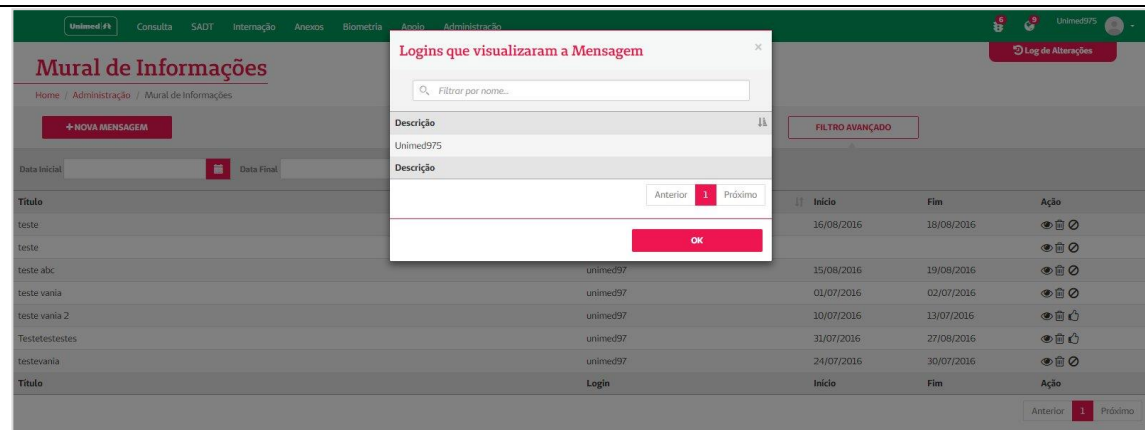 Unimed ft Consulta SADT Internação Anexos Biometria Apoio Administração 6 9 Unimed975
Log de Alterações
Mural de Informações
Home / Administração / Mural de Informações
+NOVA MENSAGEM
FILTRO AVANÇADO
Data Inicial Data Final
Logins que visualizaram a Mensagem ×
Filtrar por nome...
Descrição
Unimed975
Descrição
Anterior 1 Próximo
OK
Título Início Fim Ação
teste 16/08/2016 18/08/2016
teste
teste abc unimed97 15/08/2016 19/08/2016
teste vania unimed97 01/07/2016 02/07/2016
teste vania 2 unimed97 10/07/2016 13/07/2016
Testetestestes unimed97 31/07/2016 27/08/2016
testevania unimed97 24/07/2016 30/07/2016
Título Login Início Fim Ação
Anterior 1 Próximo